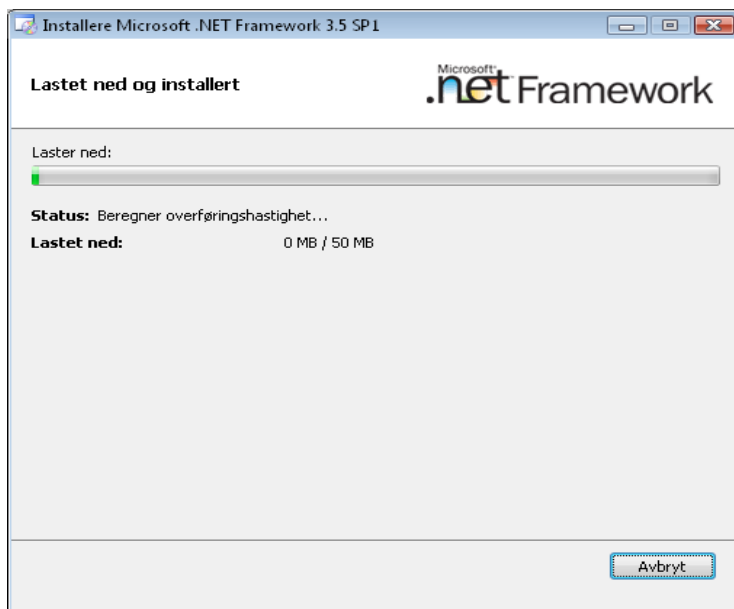 Installere Microsoft .NET Framework 3.5 SP1
Lastet ned og installert
Microsoft
.net Framework
Laster ned:
Status: Beregner overføringshastighet...
Lastet ned: 0 MB / 50 MB
Avbryt